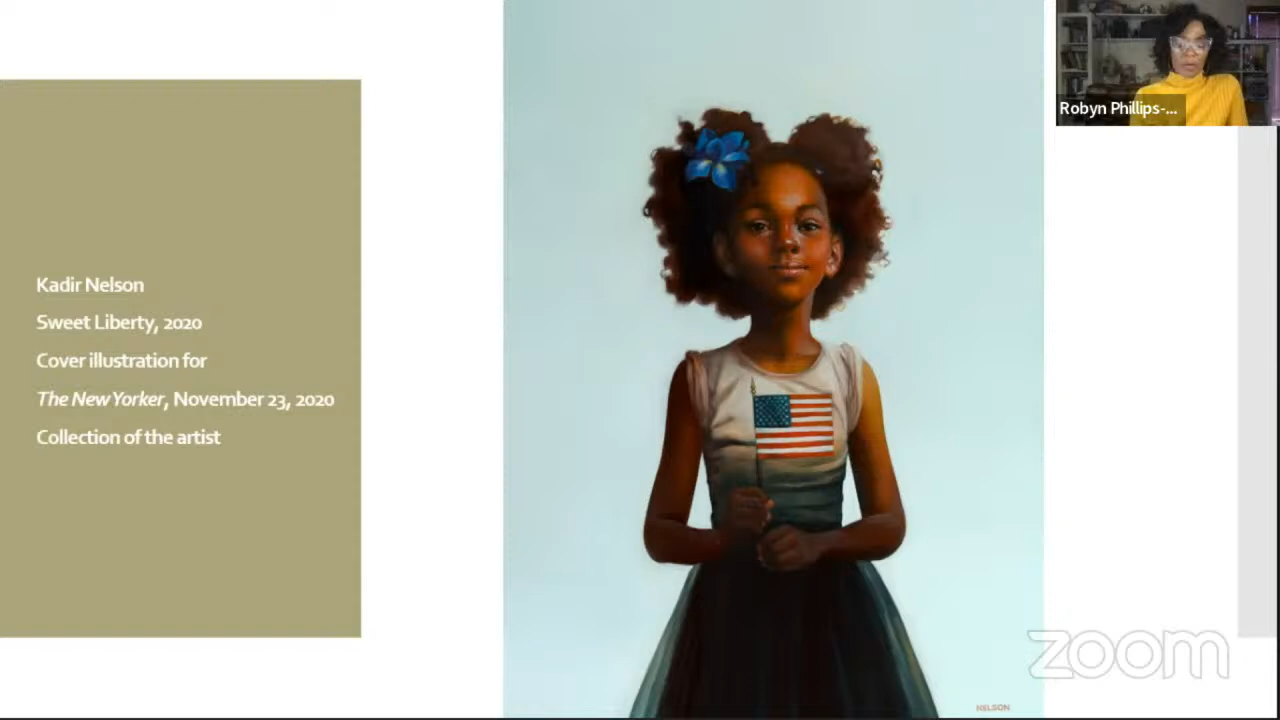 Kadir Nelson
Sweet Liberty, 2020
Cover illustration for
The New Yorker, November 23, 2020
Collection of the artist
Robyn Phillips-...
NELSON
zoom